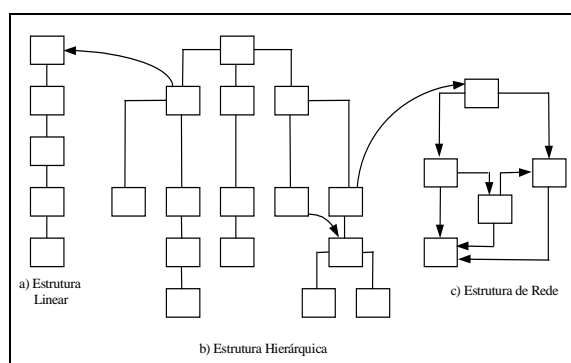 a) Estrutura
Linear
c) Estrutura de Rede
b) Estrutura Hierárquica